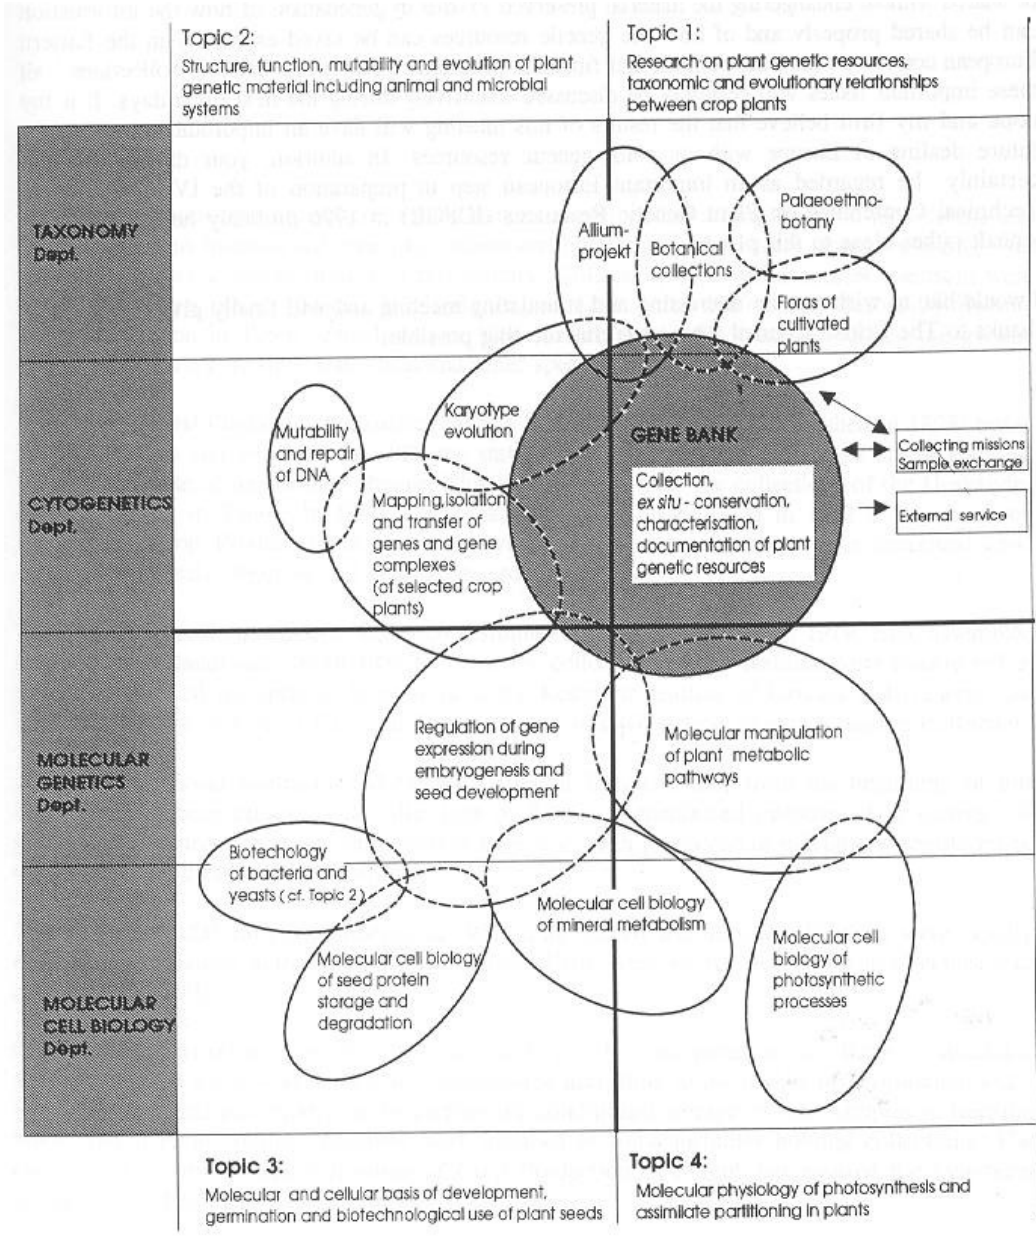 Topic 2:
Structure, function, mutability and evolution of plant
genetic material including animal and microbial
systems
Topic 1:
Research on plant genetic resources,
taxonomic and evolutionary relationships
between crop plants
TAXONOMY
Dept.
Allium-
projekt
Botanical
collections
Palaeoethno-
botany
Floras of
cultivated
plants
CYTOGENETICS
Dept.
Mutability
and repair
of DNA
Karyotype
evolution
Mapping, isolation
and transfer of
genes and gene
complexes
(of selected crop
plants)
GENE BANK
Collection,
ex situ - conservation,
characterisation,
documentation of plant
genetic resources
Collecting missions
Sample exchange
External service
MOLECULAR
GENETICS
Dept.
Regulation of gene
expression during
embryogenesis and
seed development
Molecular manipulation
of plant metabolic
pathways
MOLECULAR
CELL BIOLOGY
Dept.
Biotechology
of bacteria and
yeasts (cf. Topic 2)
Molecular cell biology
of seed protein
storage and
degradation
Molecular cell biology
of mineral metabolism
Molecular cell
biology of
photosynthetic
processes
Topic 3:
Molecular and cellular basis of development,
germination and biotechnological use of plant seeds
Topic 4:
Molecular physiology of photosynthesis and
assimilate partitioning in plants